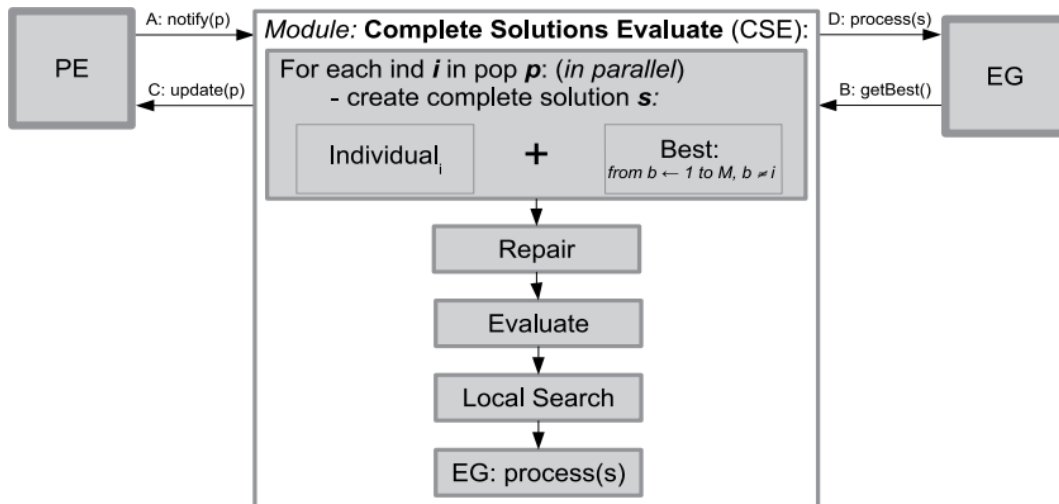 A: notify(p)
PE
C: update(p)
Module: Complete Solutions Evaluate (CSE):
For each ind i in pop p: (in parallel)
- create complete solution s:
Individualᵢ
+
Best:
from b ← 1 to M, b ≠ i
Repair
Evaluate
Local Search
EG: process(s)
D: process(s)
EG
B: getBest()